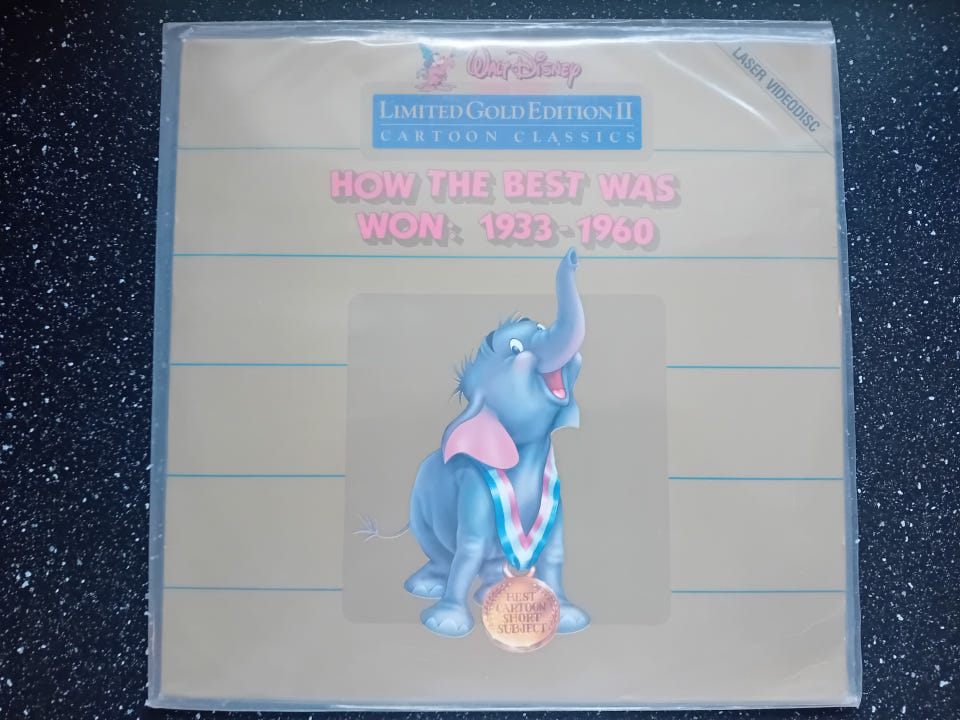 WALT DISNEY
LASER VIDEODISC
LIMITED GOLD EDITION II
CARTOON CLASSICS
HOW THE BEST WAS
WON: 1933-1960
BEST
CARTOON
SHORT
SUBJECT